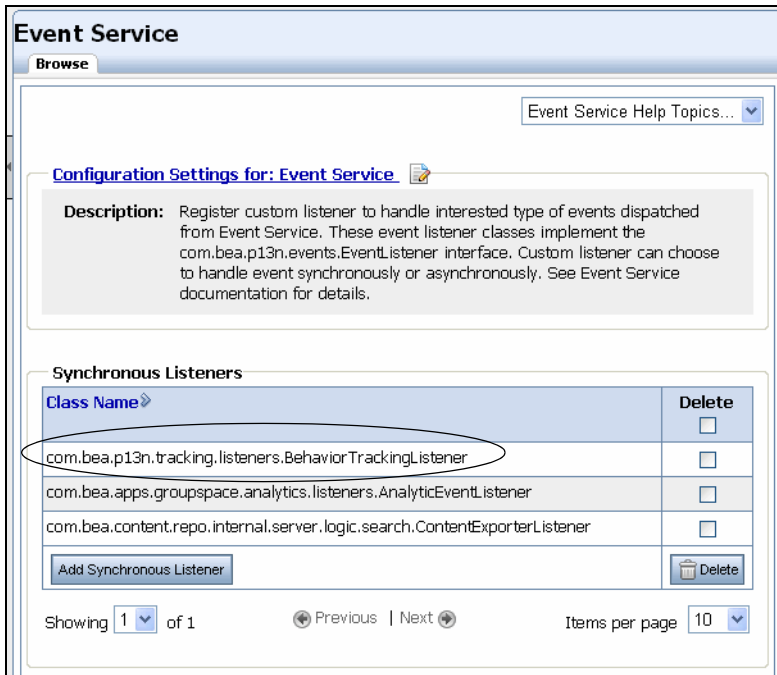 Event Service
Browse
Event Service Help Topics...
Configuration Settings for: Event Service
Description: Register custom listener to handle interested type of events dispatched
from Event Service. These event listener classes implement the
com.bea.p13n.events.EventListener interface. Custom listener can choose
to handle event synchronously or asynchronously. See Event Service
documentation for details.
Synchronous Listeners
Class Name Delete
com.bea.p13n.tracking.listeners.BehaviorTrackingListener
com.bea.apps.groupspace.analytics.listeners.AnalyticEventListener
com.bea.content.repo.internal.server.logic.search.ContentExporterListener
Add Synchronous Listener Delete
Showing 1 of 1 Previous | Next Items per page 10